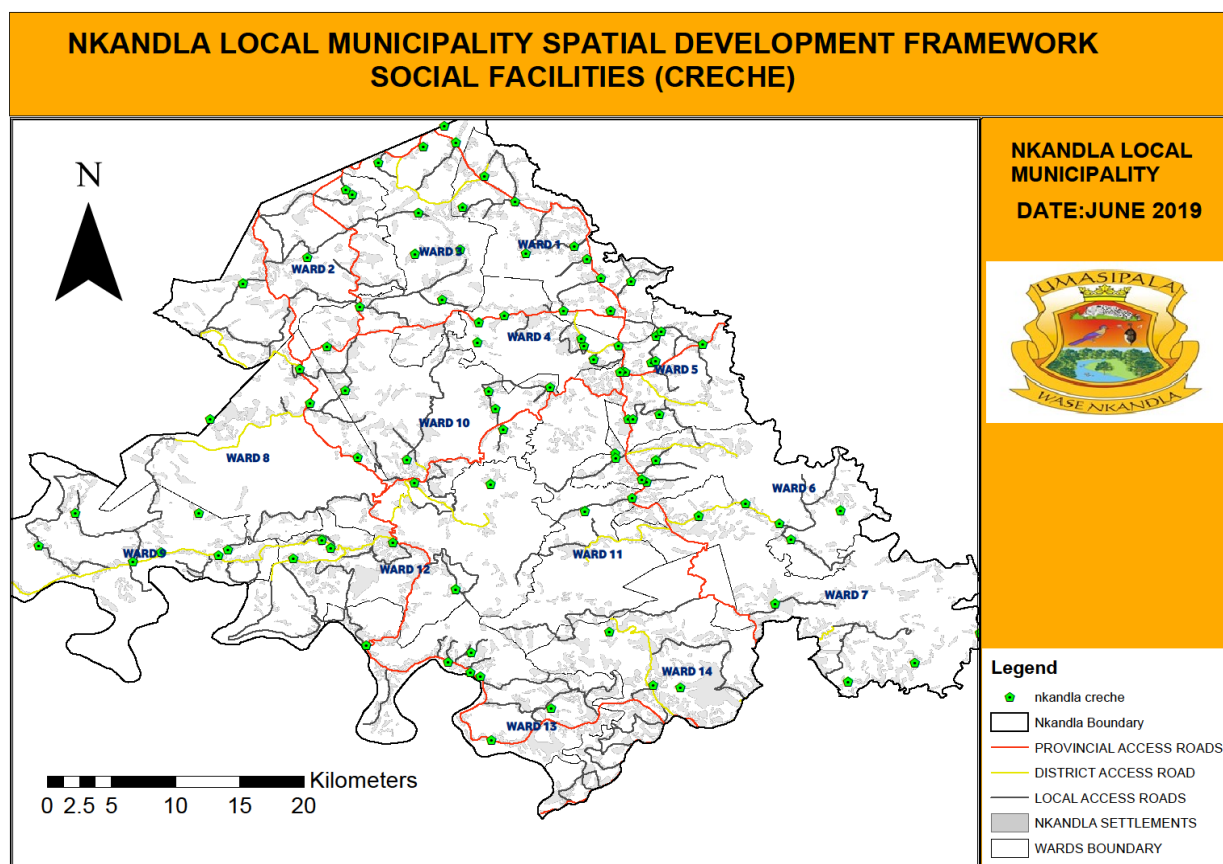 NKANDLA LOCAL MUNICIPALITY SPATIAL DEVELOPMENT FRAMEWORK
SOCIAL FACILITIES (CRECHE)
N
WARD 1
WARD 3
WARD 2
WARD 4
WARD 5
WARD 10
WARD 8
WARD 6
WARD 11
WARD 9
WARD 12
WARD 7
WARD 14
WARD 13
Kilometers
0 2.5 5 10 15 20
NKANDLA LOCAL
MUNICIPALITY
DATE:JUNE 2019
UMASIPALA
WASE NKANDLA
Legend
nkandla creche
Nkandla Boundary
PROVINCIAL ACCESS ROADS
DISTRICT ACCESS ROAD
LOCAL ACCESS ROADS
NKANDLA SETTLEMENTS
WARDS BOUNDARY